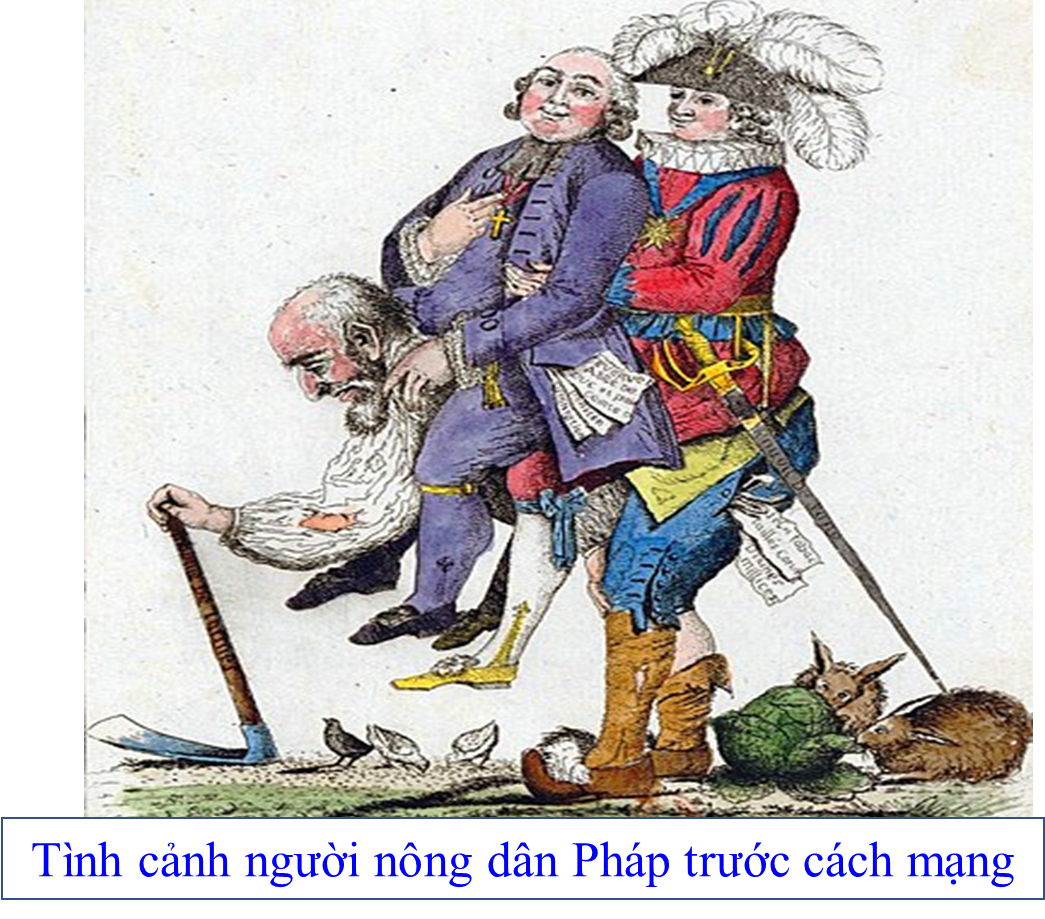 Tình cảnh người nông dân Pháp trước cách mạng